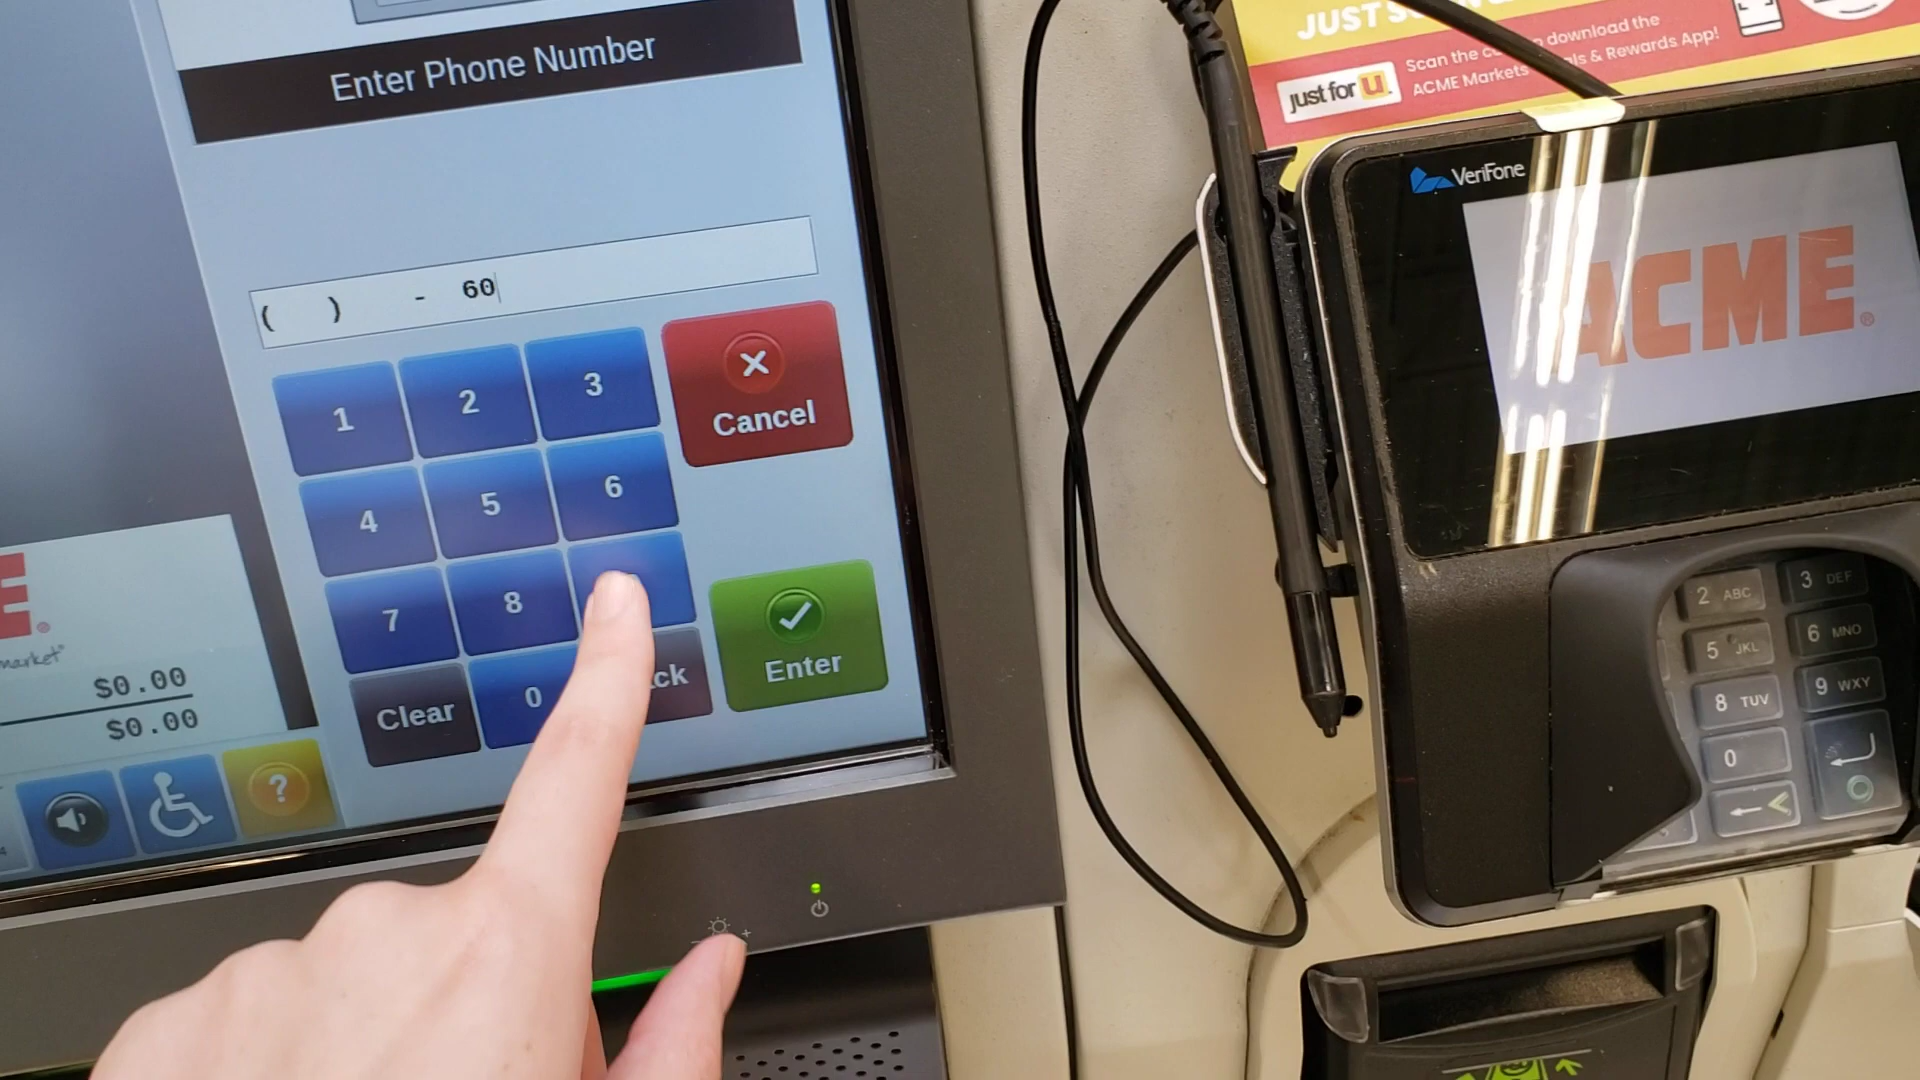 Enter Phone Number
( ) - 60
1 2 3
Cancel
4 5 6
7 8
Enter
Clear 0
E®
market®
$0.00
$0.00
?
just for U
Scan the
download the
ACME Markets
& Rewards App!
VeriFone
ACME®
2 ABC 3 DEF
5 JKL 6 MNO
8 TUV 9 WXY
0